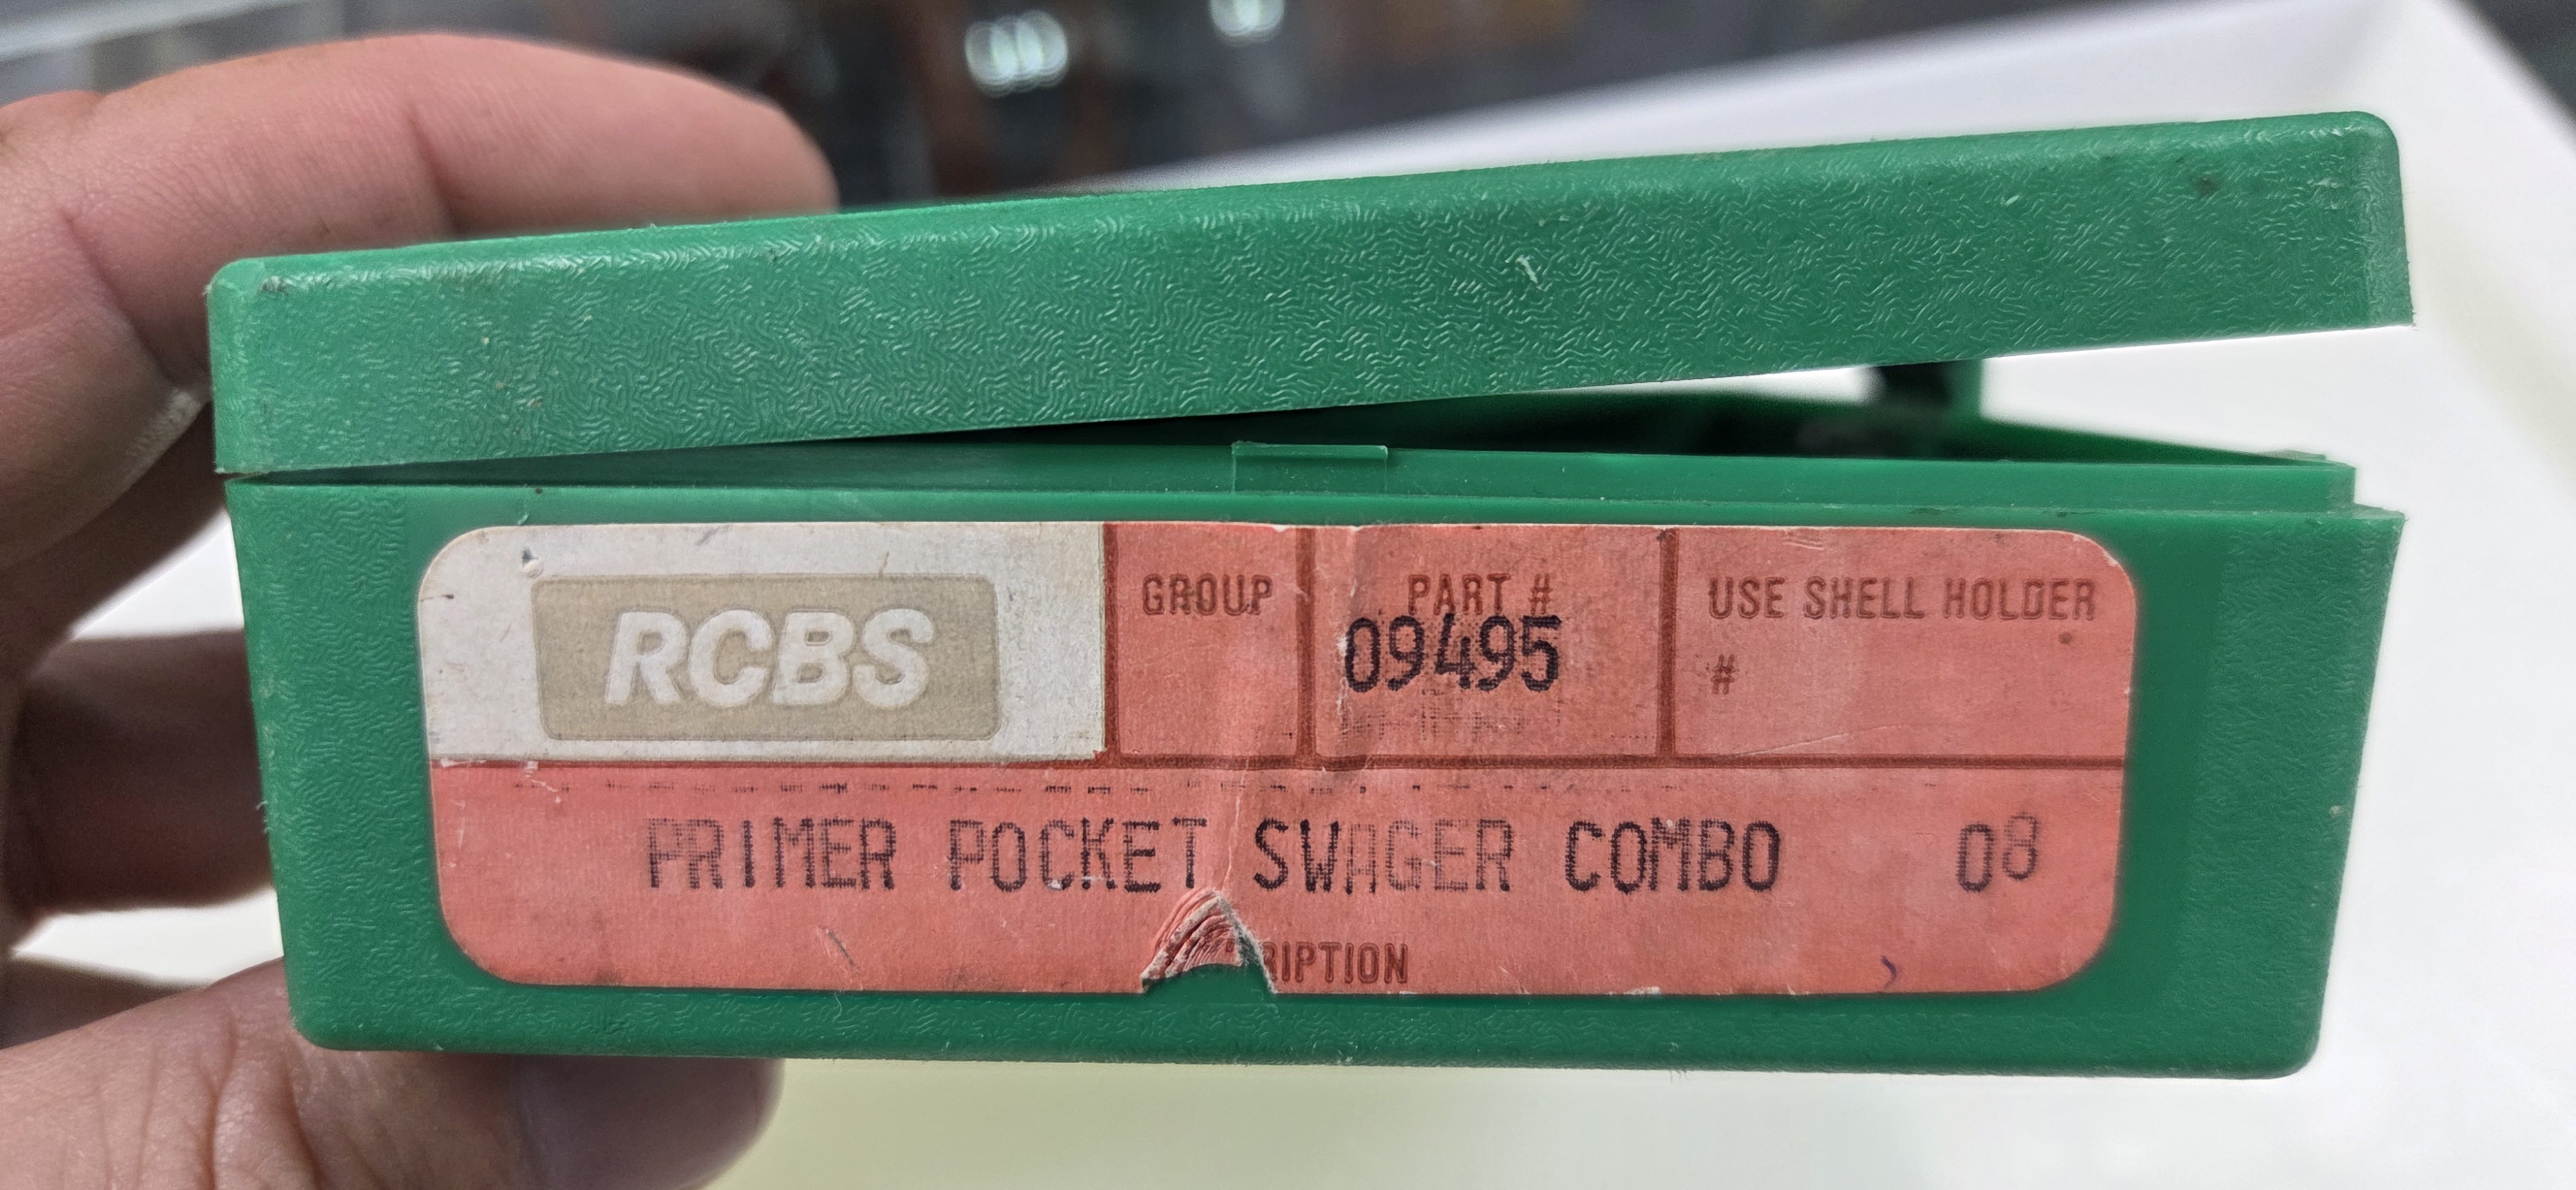 RCBS
GROUP
PART #
09495
USE SHELL HOLDER
#
PRIMER POCKET SWAGER COMBO 08
RIPTION